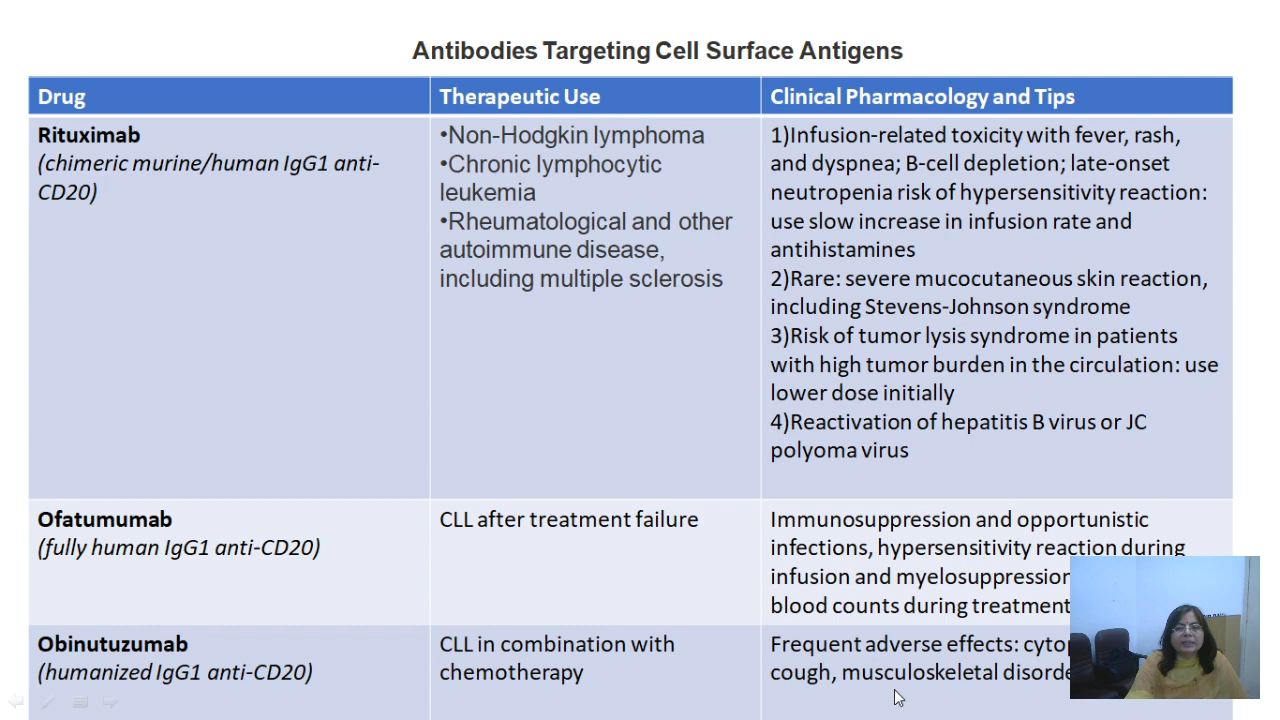 Antibodies Targeting Cell Surface Antigens
Drug
Therapeutic Use
Clinical Pharmacology and Tips
Rituximab
(chimeric murine/human IgG1 anti-
CD20)
•Non-Hodgkin lymphoma
•Chronic lymphocytic
leukemia
•Rheumatological and other
autoimmune disease,
including multiple sclerosis
1)Infusion-related toxicity with fever, rash,
and dyspnea; B-cell depletion; late-onset
neutropenia risk of hypersensitivity reaction:
use slow increase in infusion rate and
antihistamines
2)Rare: severe mucocutaneous skin reaction,
including Stevens-Johnson syndrome
3)Risk of tumor lysis syndrome in patients
with high tumor burden in the circulation: use
lower dose initially
4)Reactivation of hepatitis B virus or JC
polyoma virus
Ofatumumab
(fully human IgG1 anti-CD20)
CLL after treatment failure
Immunosuppression and opportunistic
infections, hypersensitivity reaction during
infusion and myelosuppression
blood counts during treatment
Obinutuzumab
(humanized IgG1 anti-CD20)
CLL in combination with
chemotherapy
Frequent adverse effects:
cough, musculoskeletal